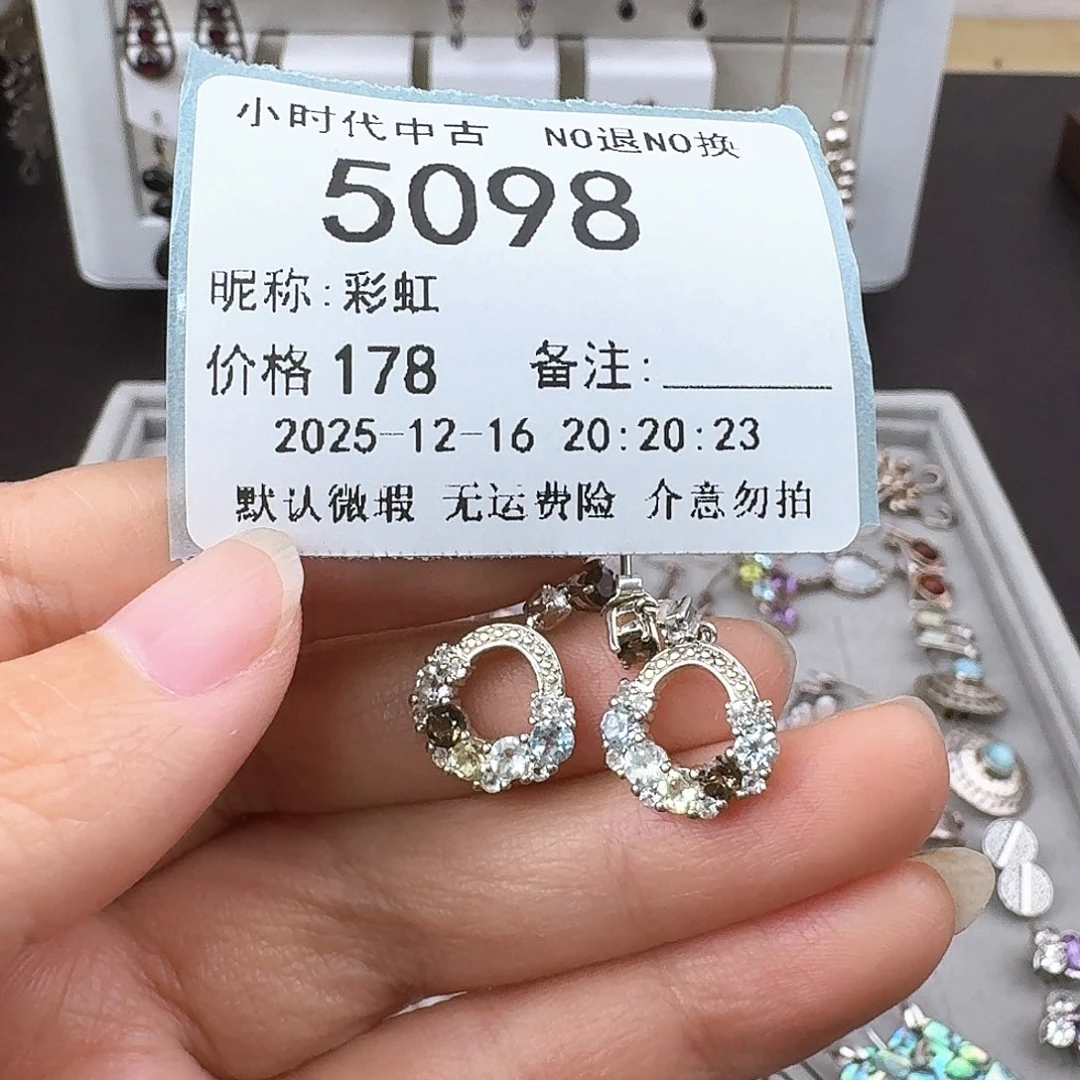 小时代中古 NO退NO换
5098
昵称:彩虹
价格 178 备注:
2025-12-16 20:20:23
默认微瑕 无运费险 介意勿拍